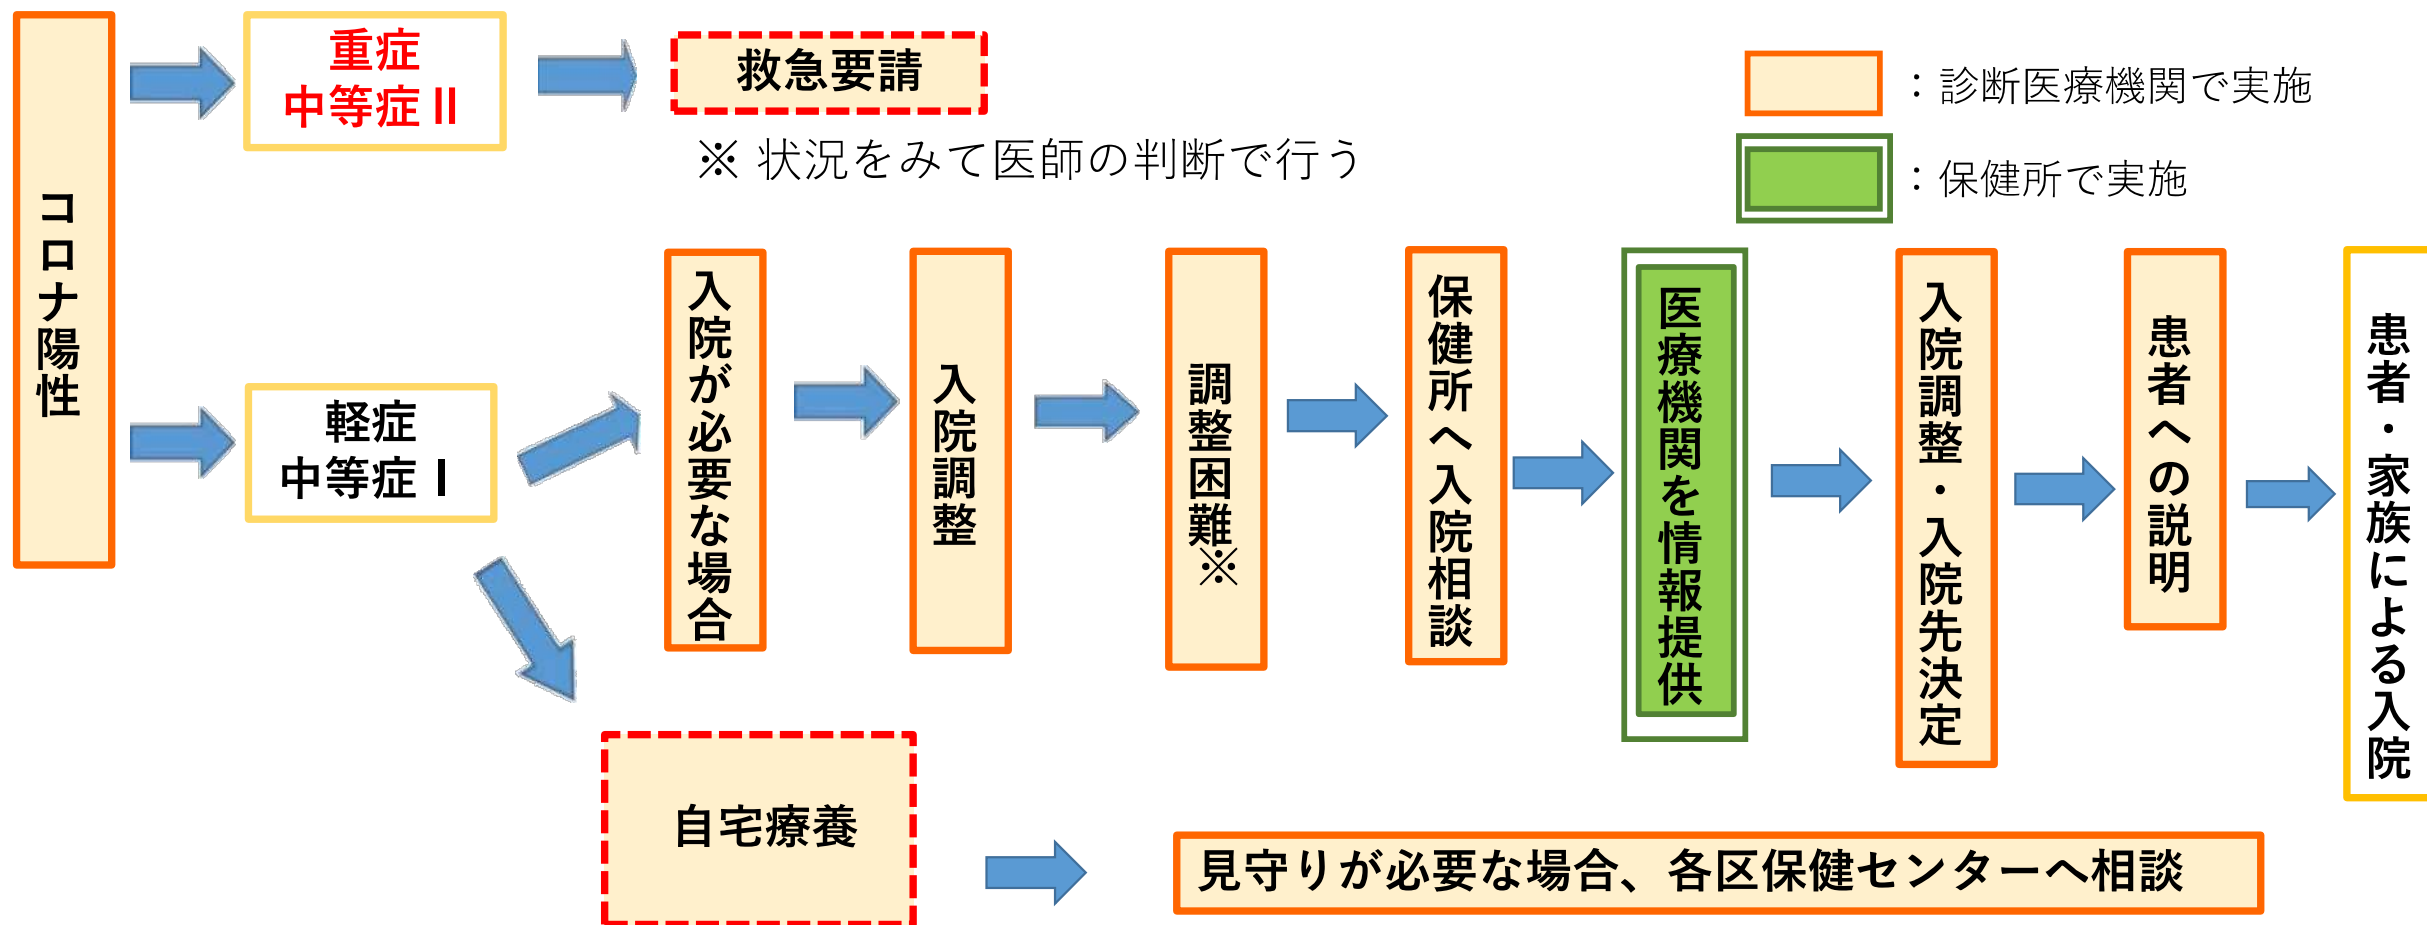 コロナ陽性
重症
中等症Ⅱ
救急要請
※ 状況をみて医師の判断で行う
：診断医療機関で実施
：保健所で実施
軽症
中等症Ⅰ
入院が必要な場合
入院調整
調整困難※
保健所へ入院相談
医療機関を情報提供
入院調整・入院先決定
患者への説明
患者・家族による入院
自宅療養
見守りが必要な場合、各区保健センターへ相談